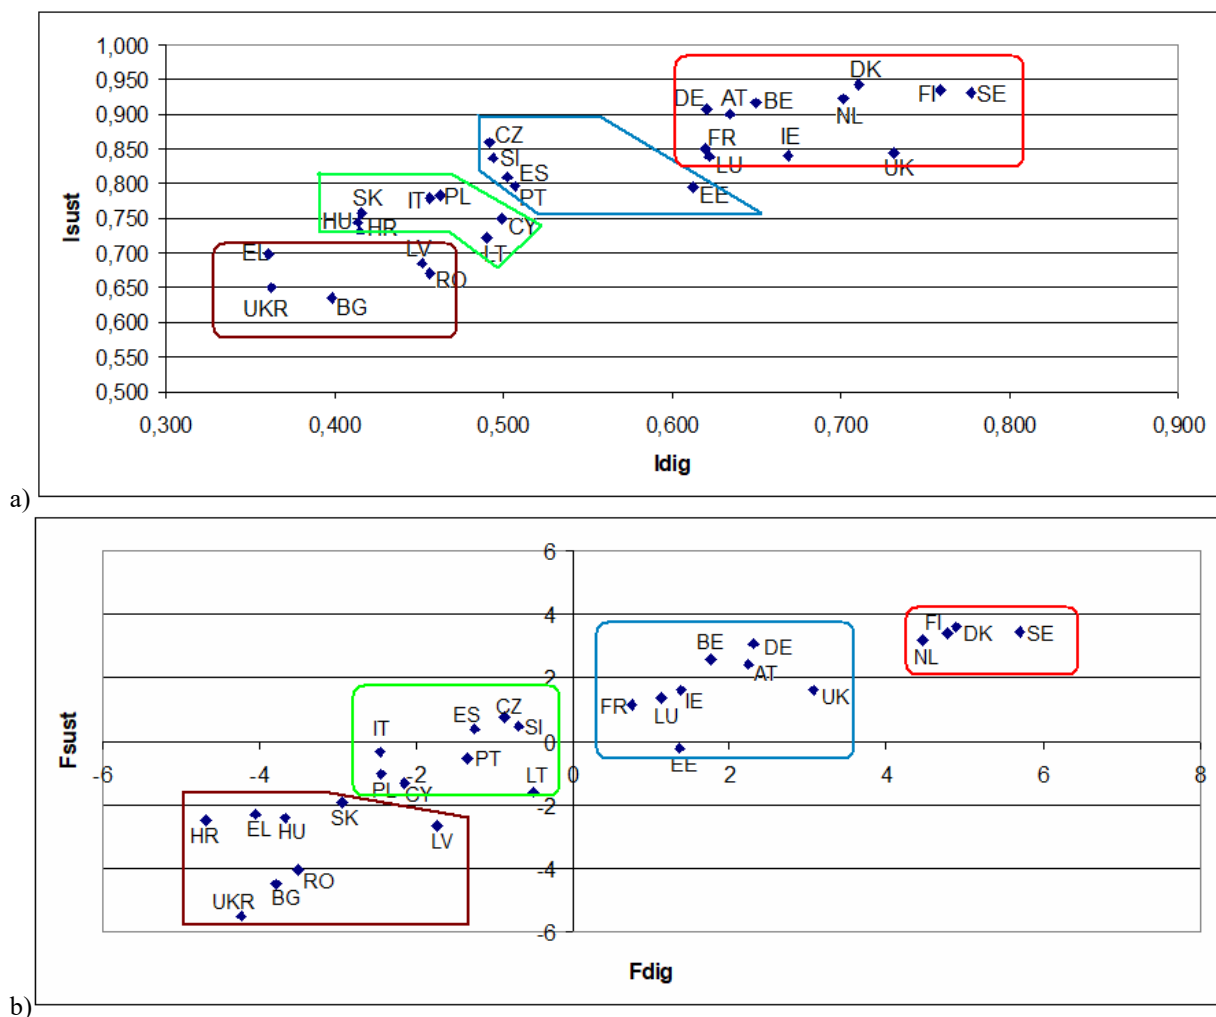 1,000
0,950
DK
0,900
DE AT BE FI SE
NL
0,850
CZ FR IE
SI LU UK
0,800
ES
PT EE
0,750
SK IT PL
HU HR CY
0,700
EL LV LT
0,650
RO
UKR BG
0,600
0,550
0,500
Isust
0,300 0,400 0,500 0,600 0,700 0,800 0,900
Idig
a)
6
4
FI DK SE
NL
BE DE
AT
2
FR LU IE UK
ES CZ SI
IT
0
PT EE
-6 -4 -2 0 2 4 6 8
PL CY LT
-2
SK
HR EL HU LV
-4
RO
BG
UKR
-6
Fsust
Fdig
b)